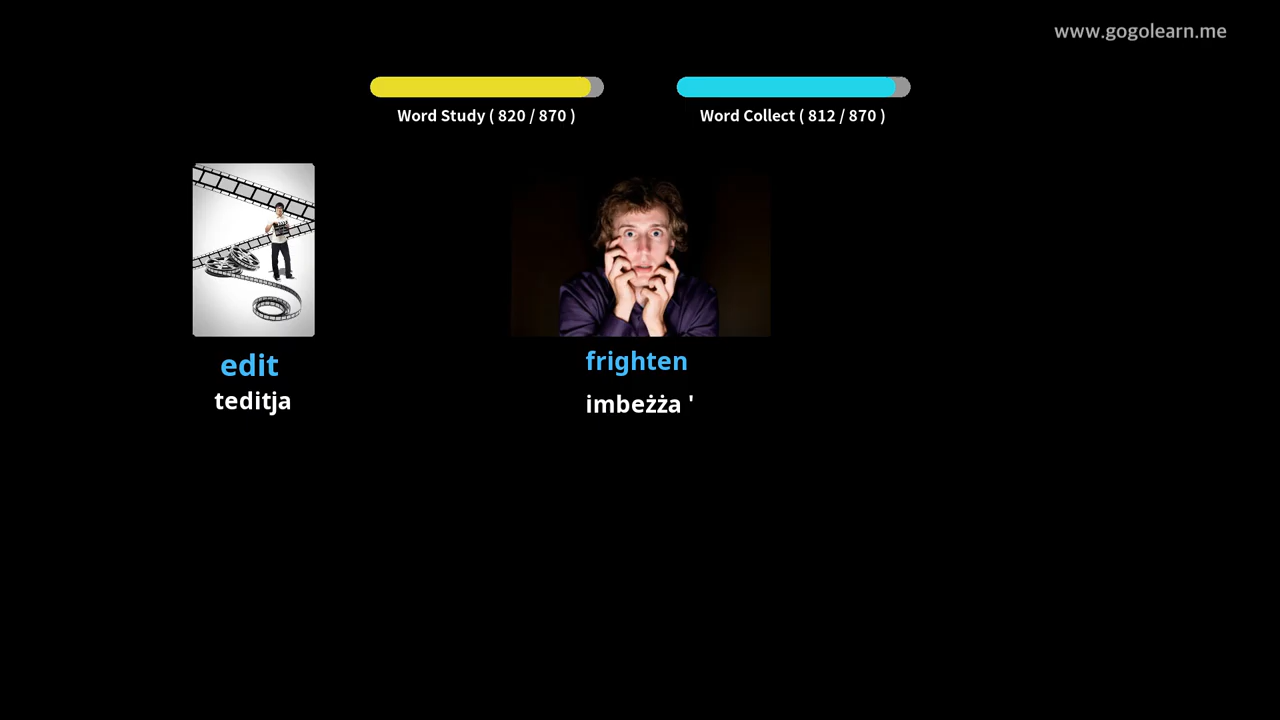 www.gogolearn.me
Word Study ( 820 / 870 )
Word Collect ( 812 / 870 )
edit
teditja
frighten
imbeżża '